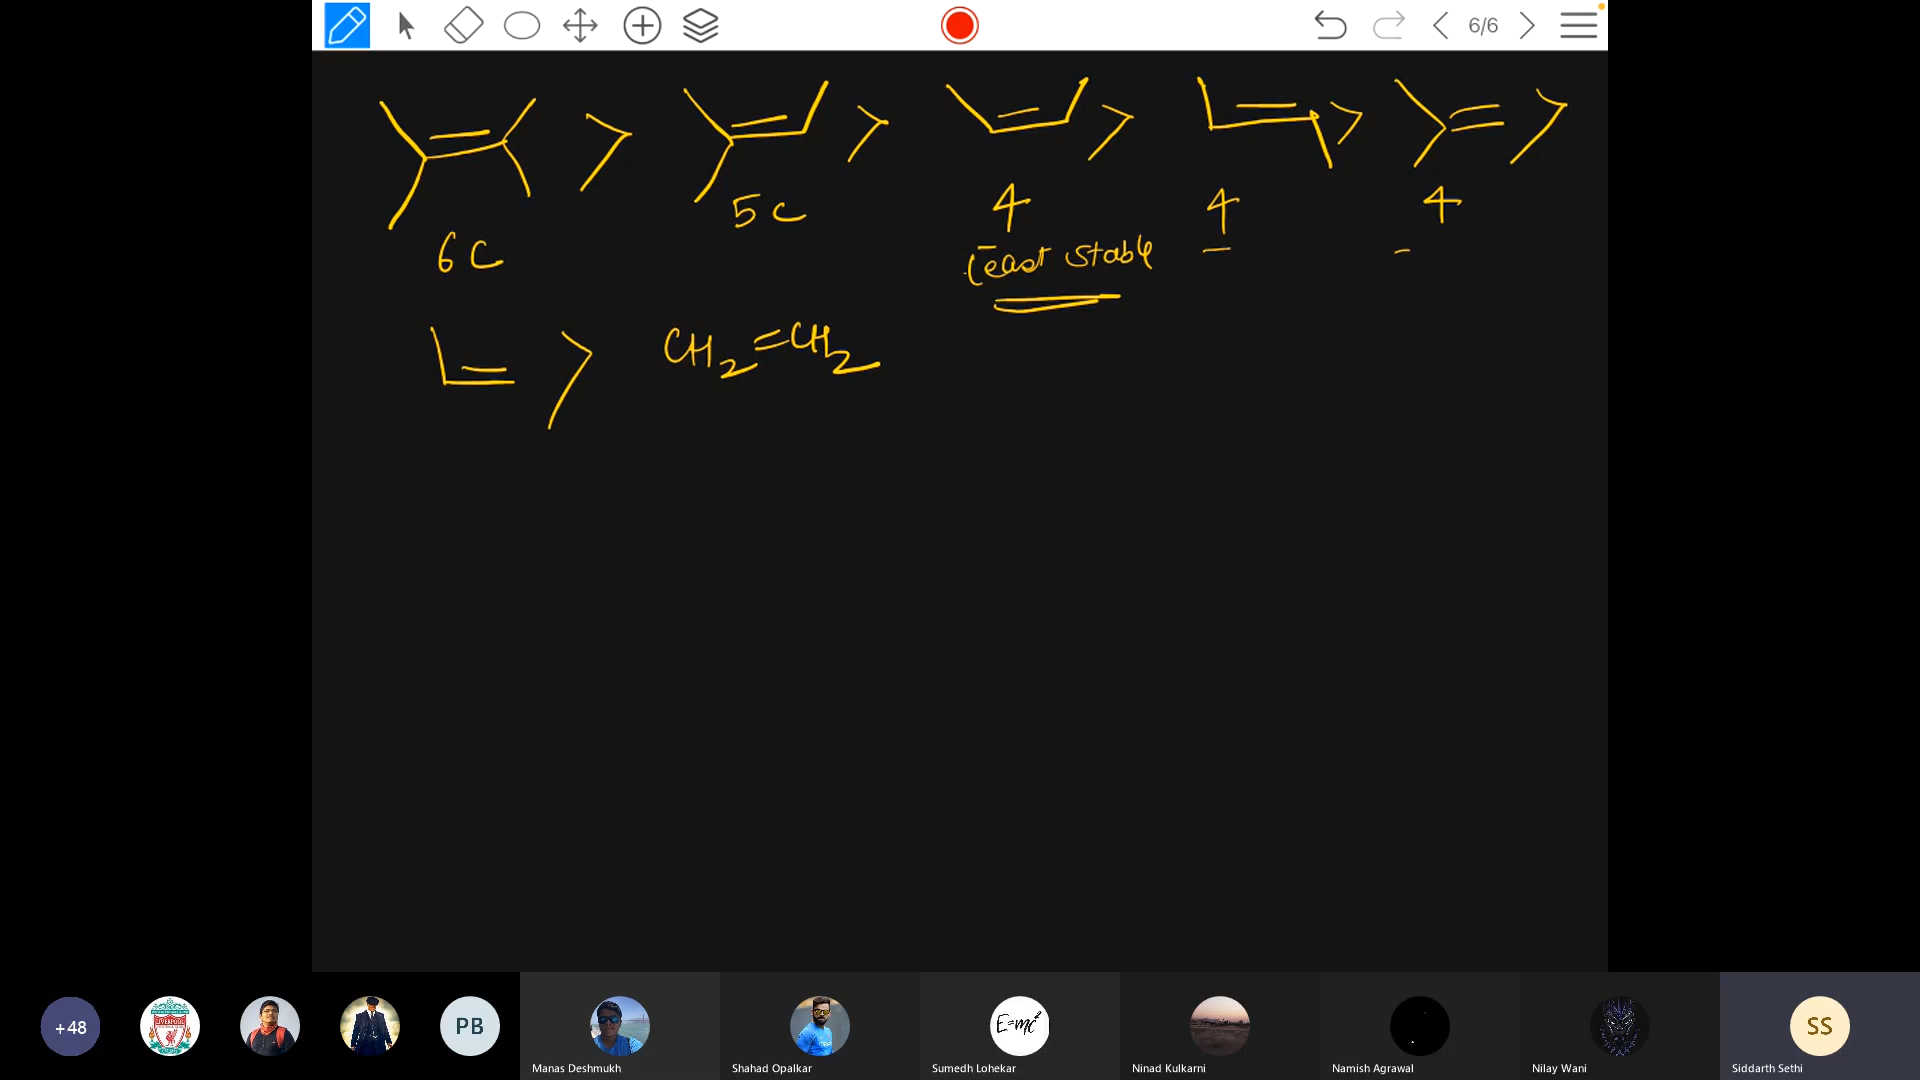 6/6
> > > > >
5 C 4 4 4
6 C least stable
> CH2=CH2
+48 LIVERPOOL PB E=mc² SS
Manas Deshmukh Shahad Opalkar Sumedh Lohekar Ninad Kulkarni Namish Agrawal Nilay Wani Siddarth Sethi